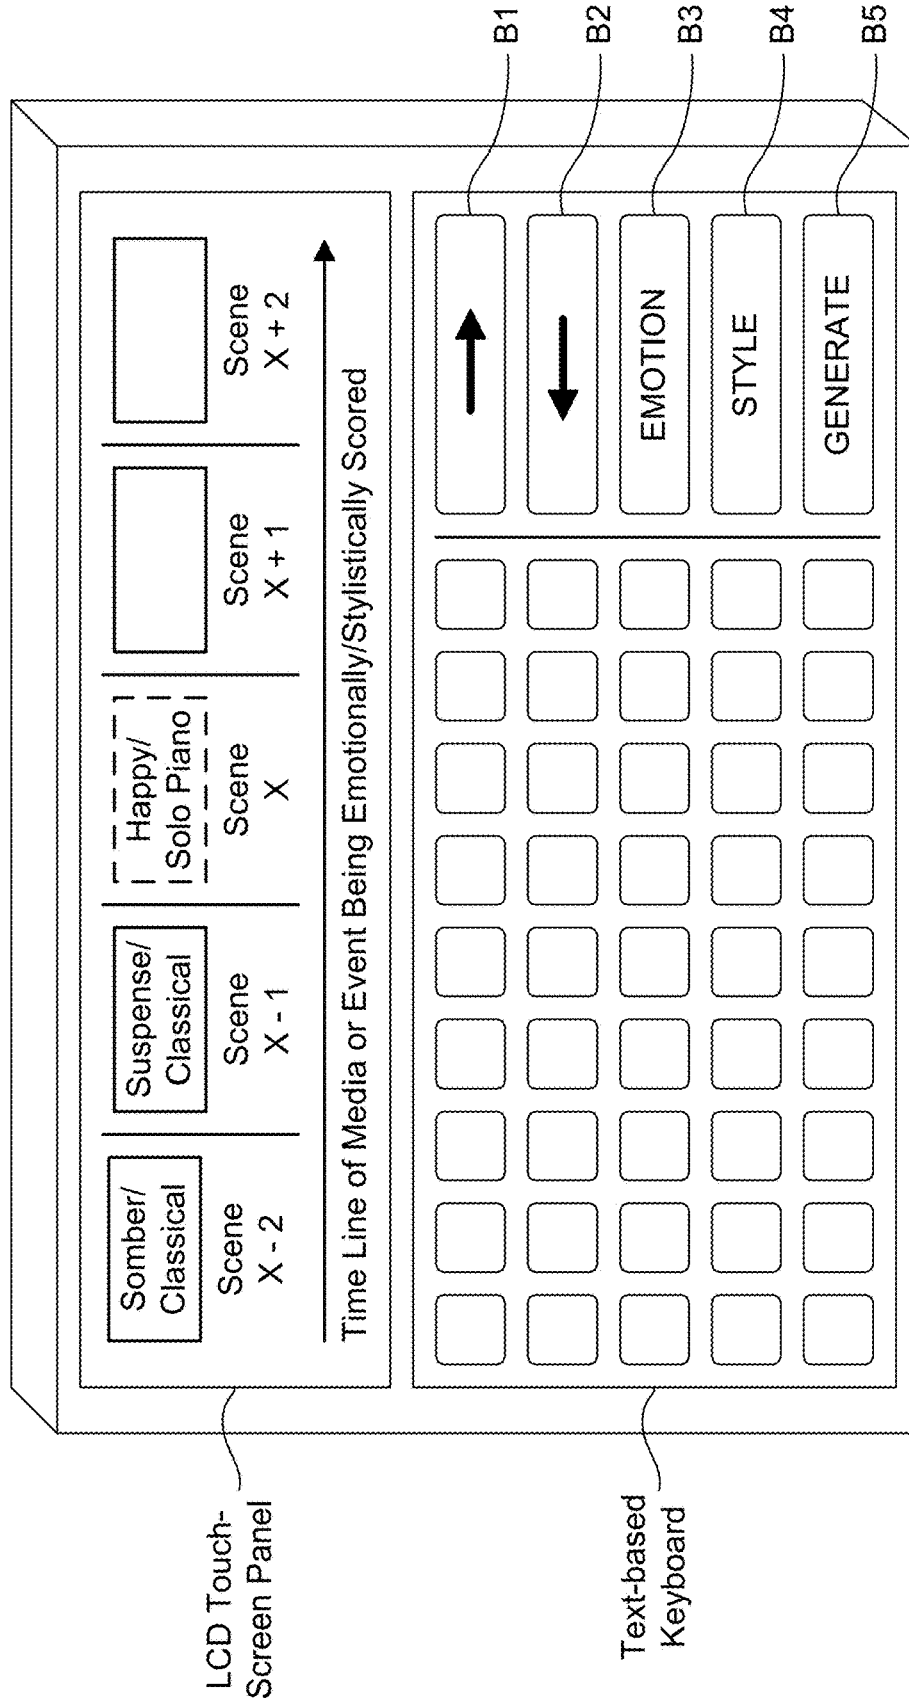 LCD Touch-
Screen Panel
Somber/
Classical
Scene
X - 2
Suspense/
Classical
Scene
X - 1
Happy/
Solo Piano
Scene
X
Scene
X + 1
Scene
X + 2
Time Line of Media or Event Being Emotionally/Stylistically Scored
Text-based
Keyboard
B1
B2
EMOTION
B3
STYLE
B4
GENERATE
B5